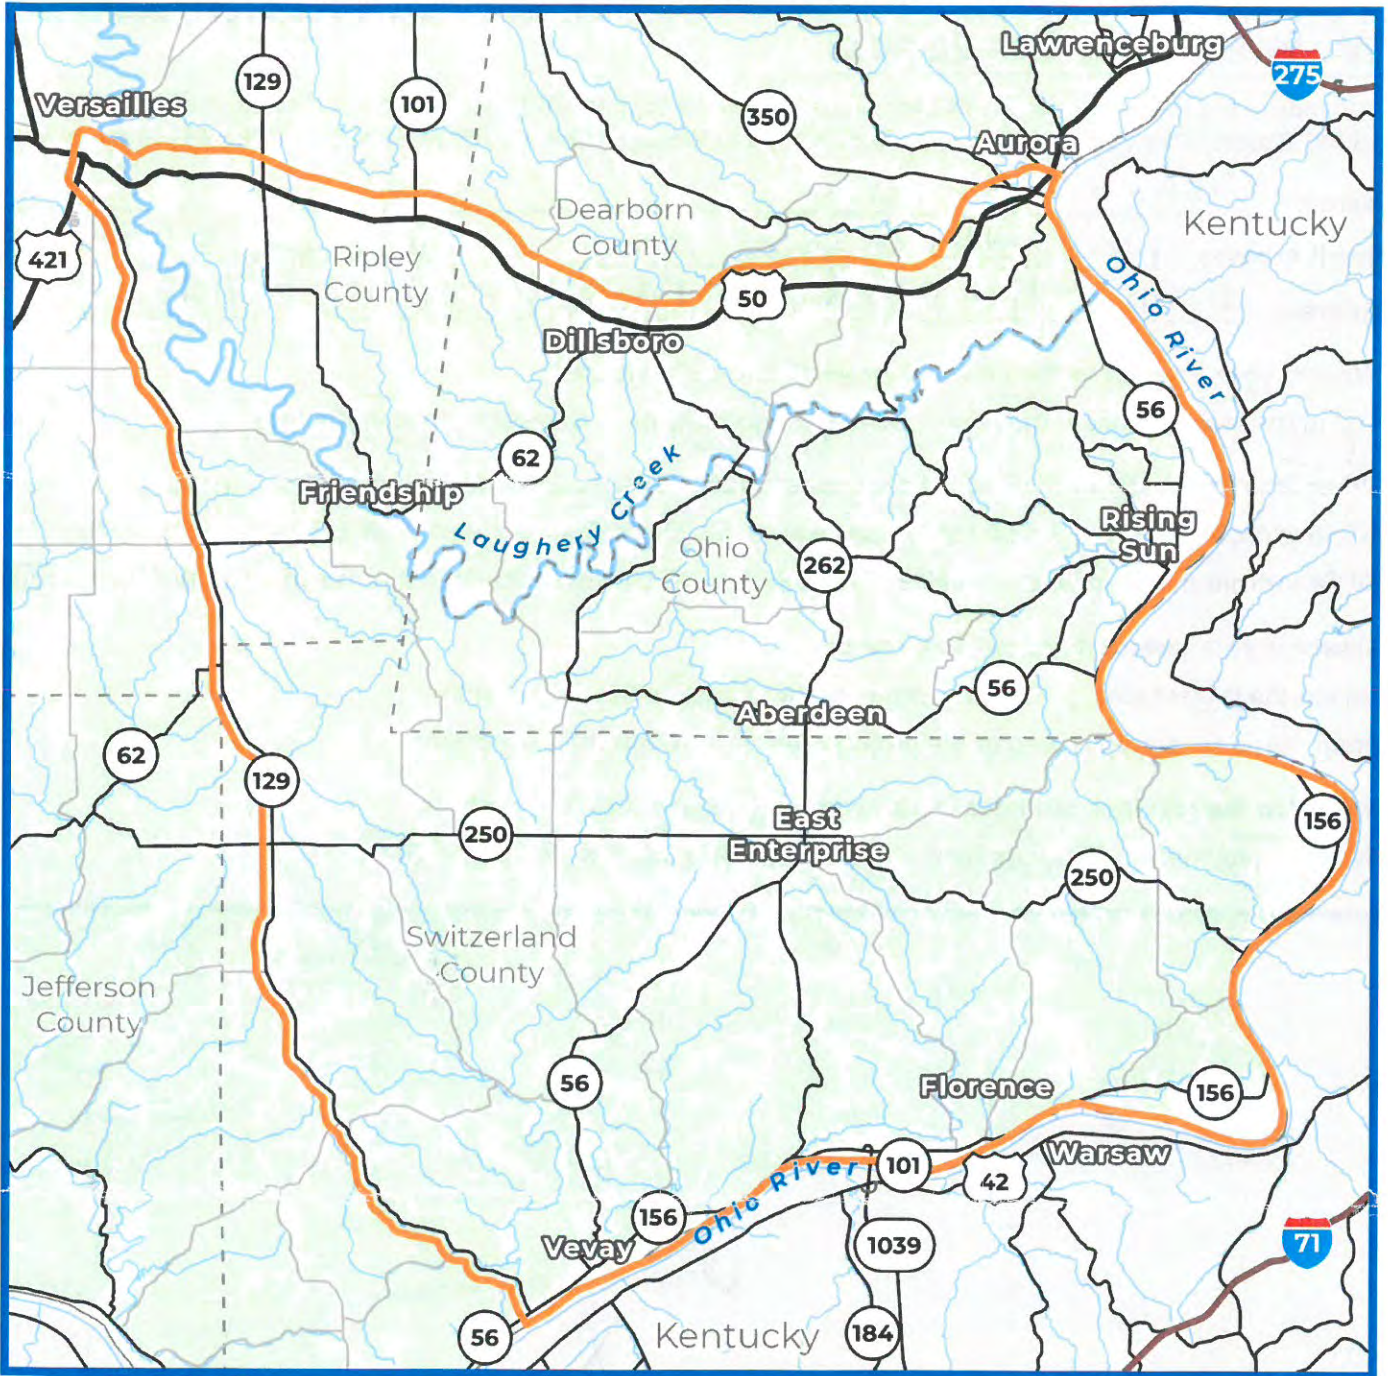 Lawrenceburg
275
129
Versailles
101
350
Aurora
Dearborn
County
Kentucky
421
Ripley
County
50
Ohio River
Dillsboro
56
62
Friendship
Laughery Creek
Rising
Sun
Ohio
County
262
56
Aberdeen
62
129
156
East
Enterprise
250
250
Switzerland
County
Jefferson
County
56
Florence
156
Warsaw
101
42
Ohio River
156
Vevay
1039
71
56
Kentucky
184